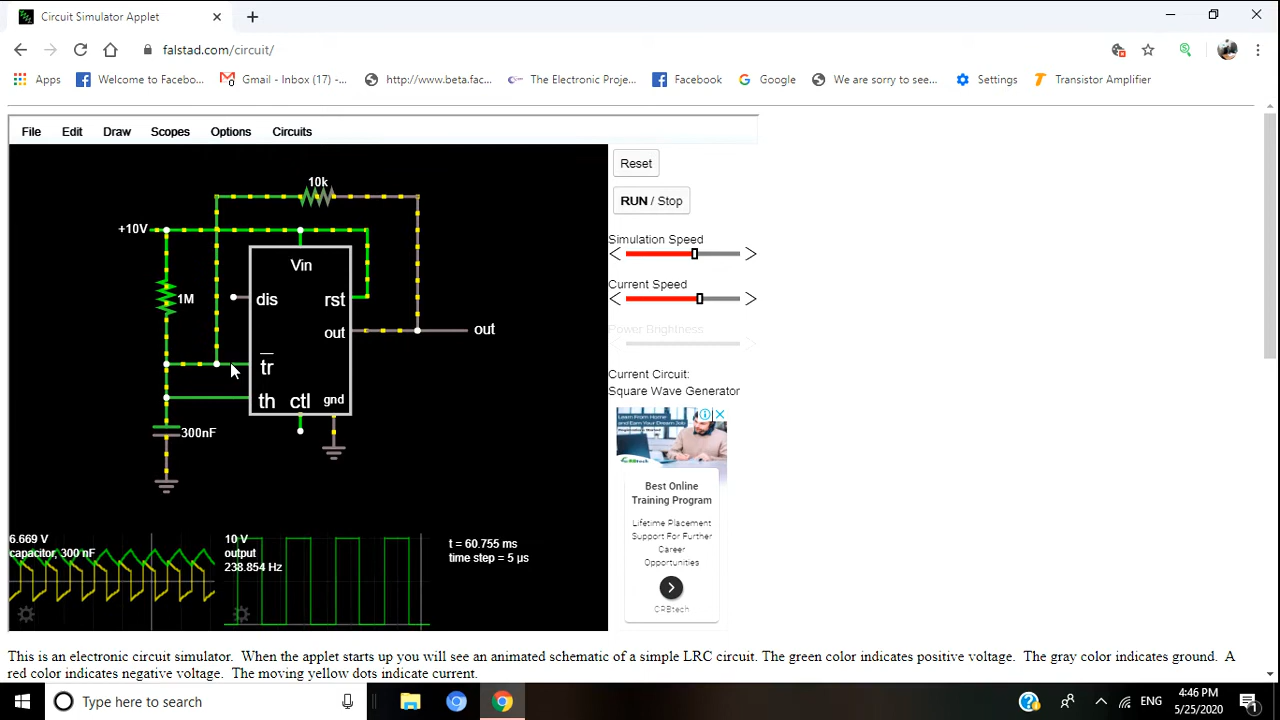 Circuit Simulator Applet
falstad.com/circuit/
Apps
Welcome to Facebo...
Gmail - Inbox (17) -...
http://www.beta.fac...
The Electronic Proje...
Facebook
Google
We are sorry to see...
Settings
Transistor Amplifier
File Edit Draw Scopes Options Circuits
Reset
RUN / Stop
Simulation Speed
Current Speed
Power Brightness
Current Circuit:
Square Wave Generator
10k
+10V
Vin
1M
dis
rst
out
out
tr
th
ctl
gnd
300nF
6.669 V
capacitor, 300 nF
10 V
output
238.854 Hz
t = 60.755 ms
time step = 5 μs
Best Online
Training Program
Lifetime Placement
Support For Further
Career
Opportunities
CRBtech
This is an electronic circuit simulator. When the applet starts up you will see an animated schematic of a simple LRC circuit. The green color indicates positive voltage. The gray color indicates ground. A
red color indicates negative voltage. The moving yellow dots indicate current.
Type here to search
ENG
4:46 PM
5/25/2020